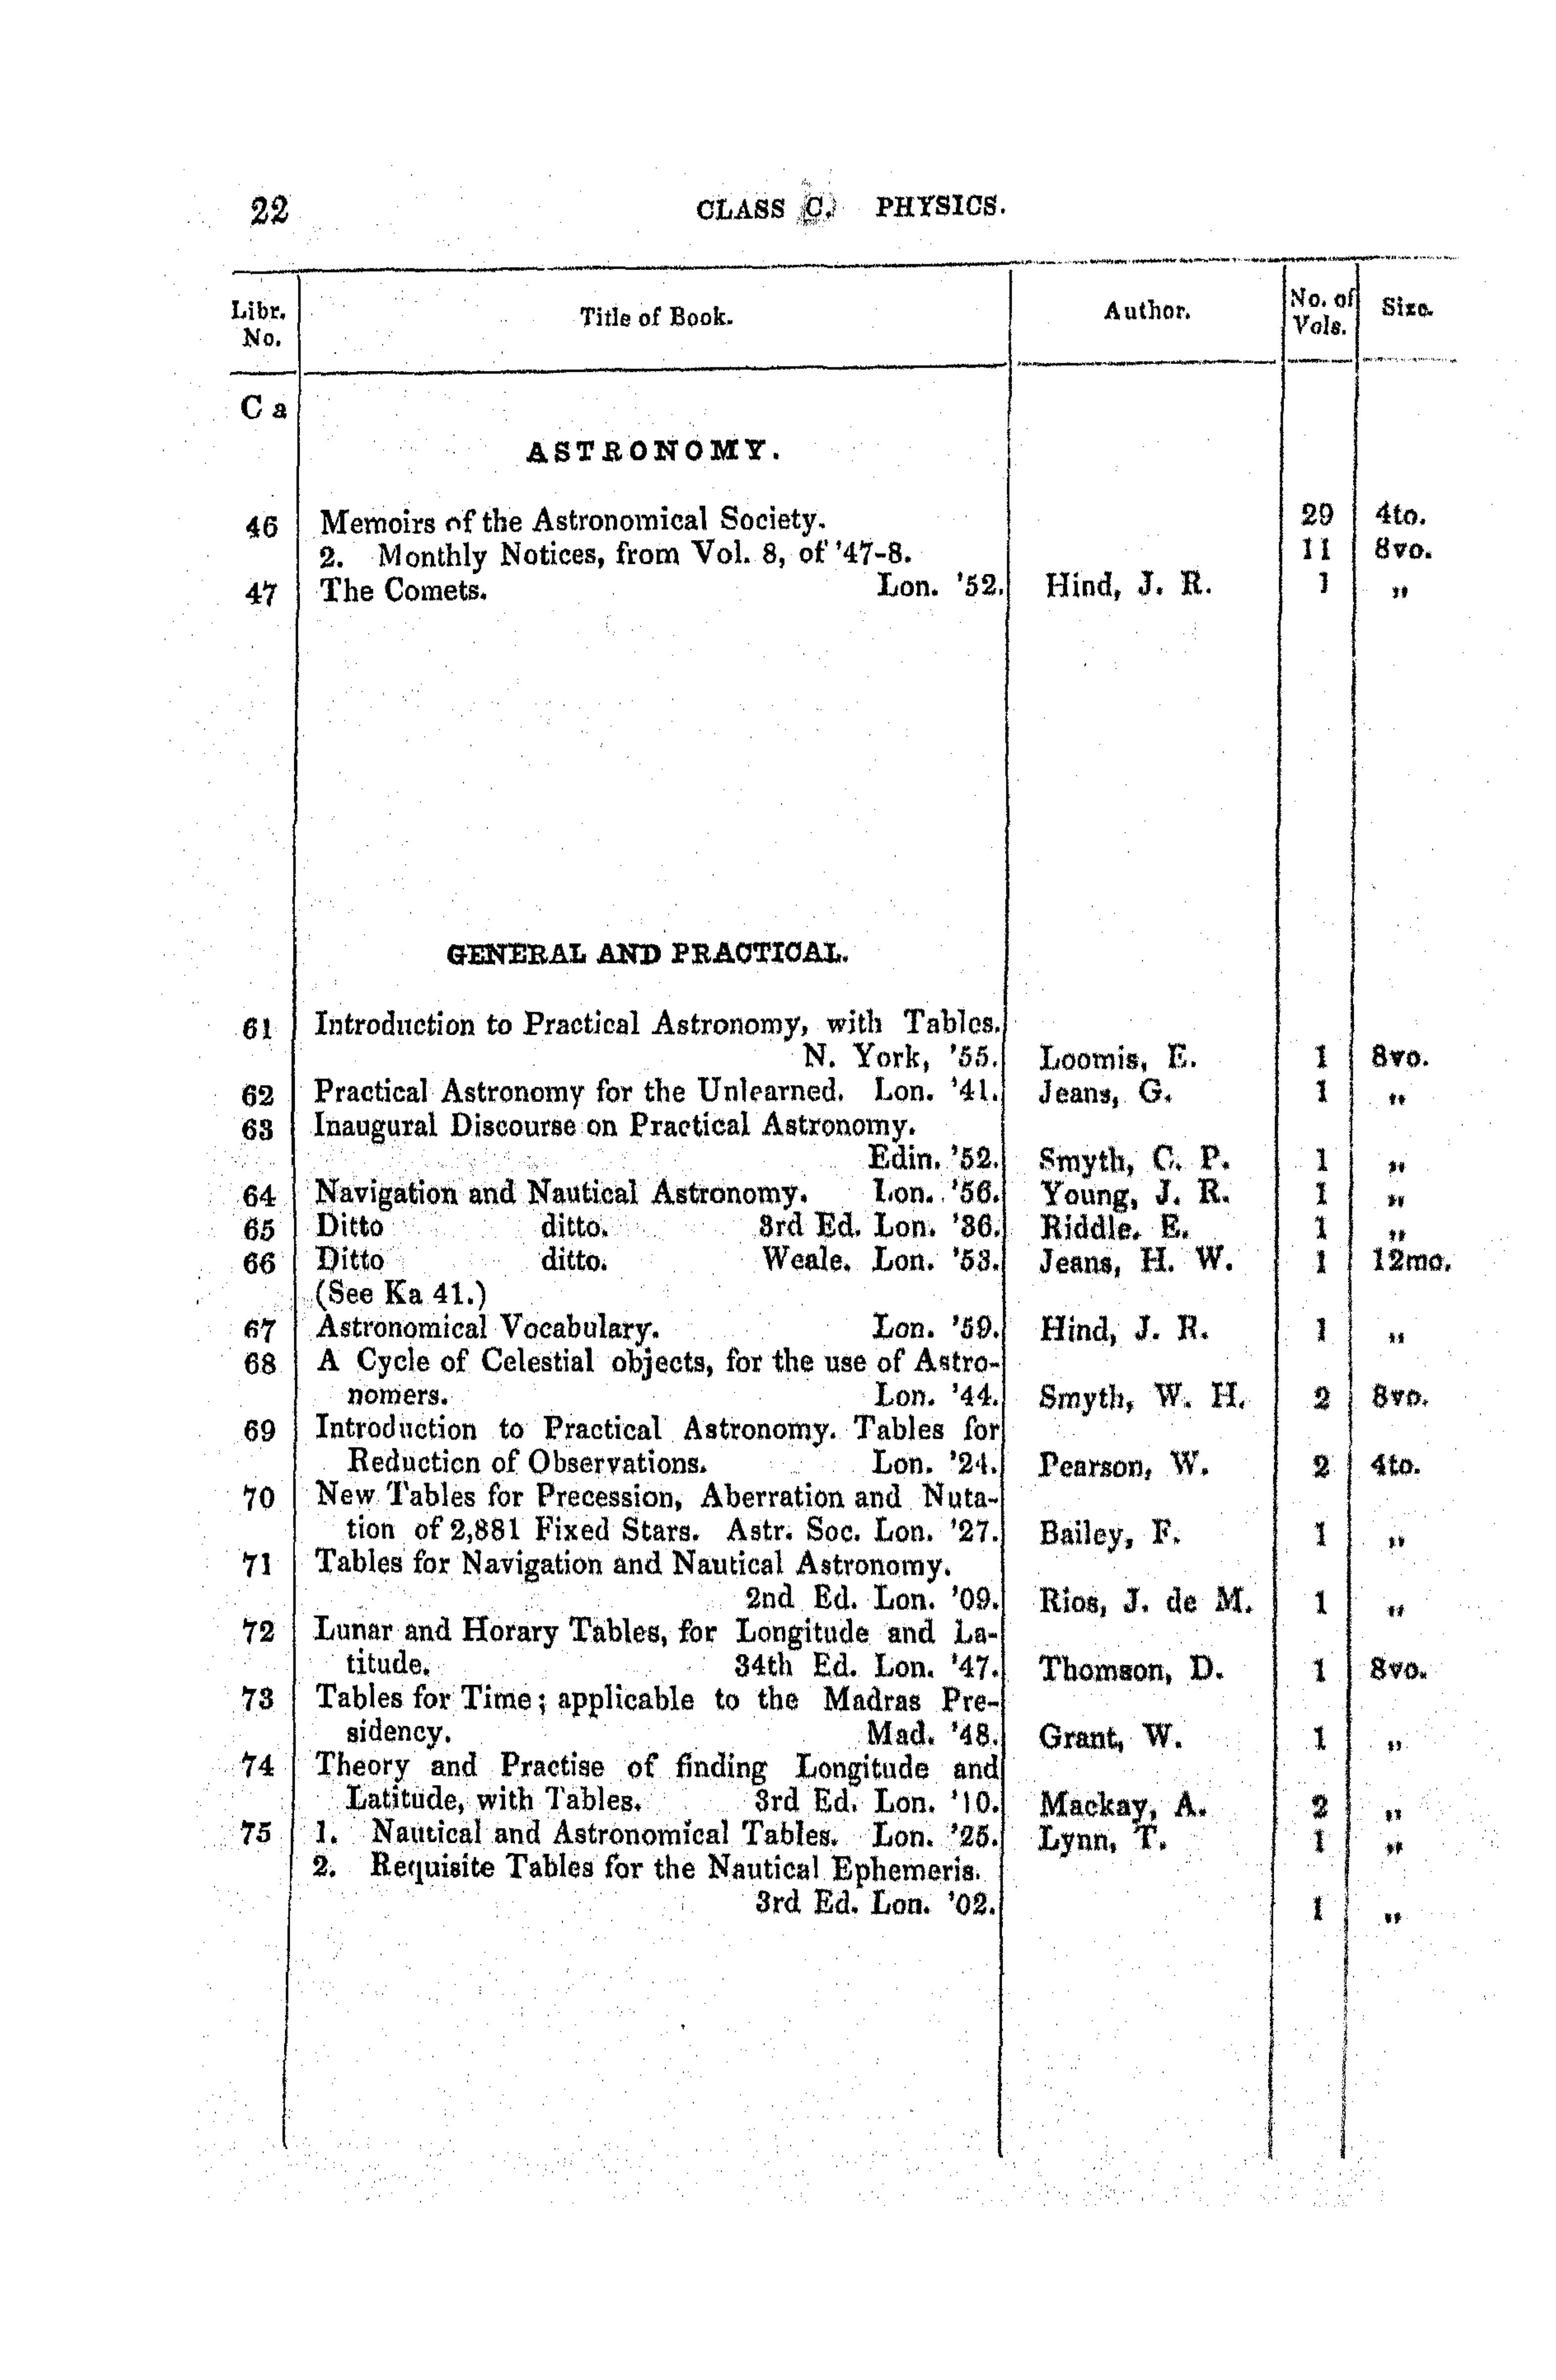 22 CLASS C. PHYSICS.
Libr. No. Title of Book. Author. No. of Vols. Size.
C a
ASTRONOMY.
46 Memoirs of the Astronomical Society. 29 4to.
2. Monthly Notices, from Vol. 8, of '47-8. 11 8vo.
47 The Comets. Lon. '52. Hind, J. R. 1 „
GENERAL AND PRACTICAL.
61 Introduction to Practical Astronomy, with Tables.
N. York, '55. Loomis, E. 1 8vo.
62 Practical Astronomy for the Unlearned. Lon. '41. Jeans, G. 1 „
63 Inaugural Discourse on Practical Astronomy.
Edin. '52. Smyth, C. P. 1 „
64 Navigation and Nautical Astronomy. Lon. '56. Young, J. R. 1 „
65 Ditto ditto. 3rd Ed. Lon. '36. Riddle. E. 1 „
66 Ditto ditto. Weale. Lon. '53. Jeans, H. W. 1 12mo.
(See Ka 41.)
67 Astronomical Vocabulary. Lon. '59. Hind, J. R. 1 „
68 A Cycle of Celestial objects, for the use of Astro-
nomers. Lon. '44. Smyth, W. H. 2 8vo.
69 Introduction to Practical Astronomy. Tables for
Reduction of Observations. Lon. '24. Pearson, W. 2 4to.
70 New Tables for Precession, Aberration and Nuta-
tion of 2,881 Fixed Stars. Astr. Soc. Lon. '27. Bailey, F. 1 „
71 Tables for Navigation and Nautical Astronomy.
2nd Ed. Lon. '09. Rios, J. de M. 1 „
72 Lunar and Horary Tables, for Longitude and La-
titude. 34th Ed. Lon. '47. Thomson, D. 1 8vo.
73 Tables for Time; applicable to the Madras Pre-
sidency. Mad. '48. Grant, W. 1 „
74 Theory and Practise of finding Longitude and
Latitude, with Tables. 3rd Ed. Lon. '10. Mackay, A. 2 „
75 1. Nautical and Astronomical Tables. Lon. '25. Lynn, T. 1 „
2. Requisite Tables for the Nautical Ephemeris.
3rd Ed. Lon. '02. 1 „